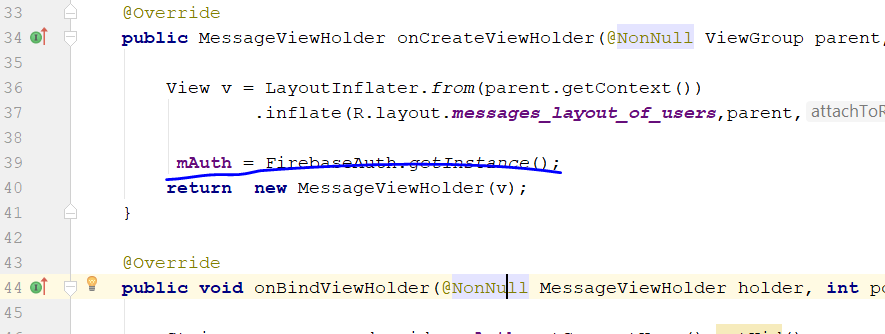 33 @Override
34 public MessageViewHolder onCreateViewHolder(@NonNull ViewGroup parent,
35
36 View v = LayoutInflater.from(parent.getContext())
37 .inflate(R.layout.messages_layout_of_users,parent, attachToR
38
39 mAuth = FirebaseAuth.getInstance();
40 return new MessageViewHolder(v);
41 }
42
43 @Override
44 public void onBindViewHolder(@NonNull MessageViewHolder holder, int po
45